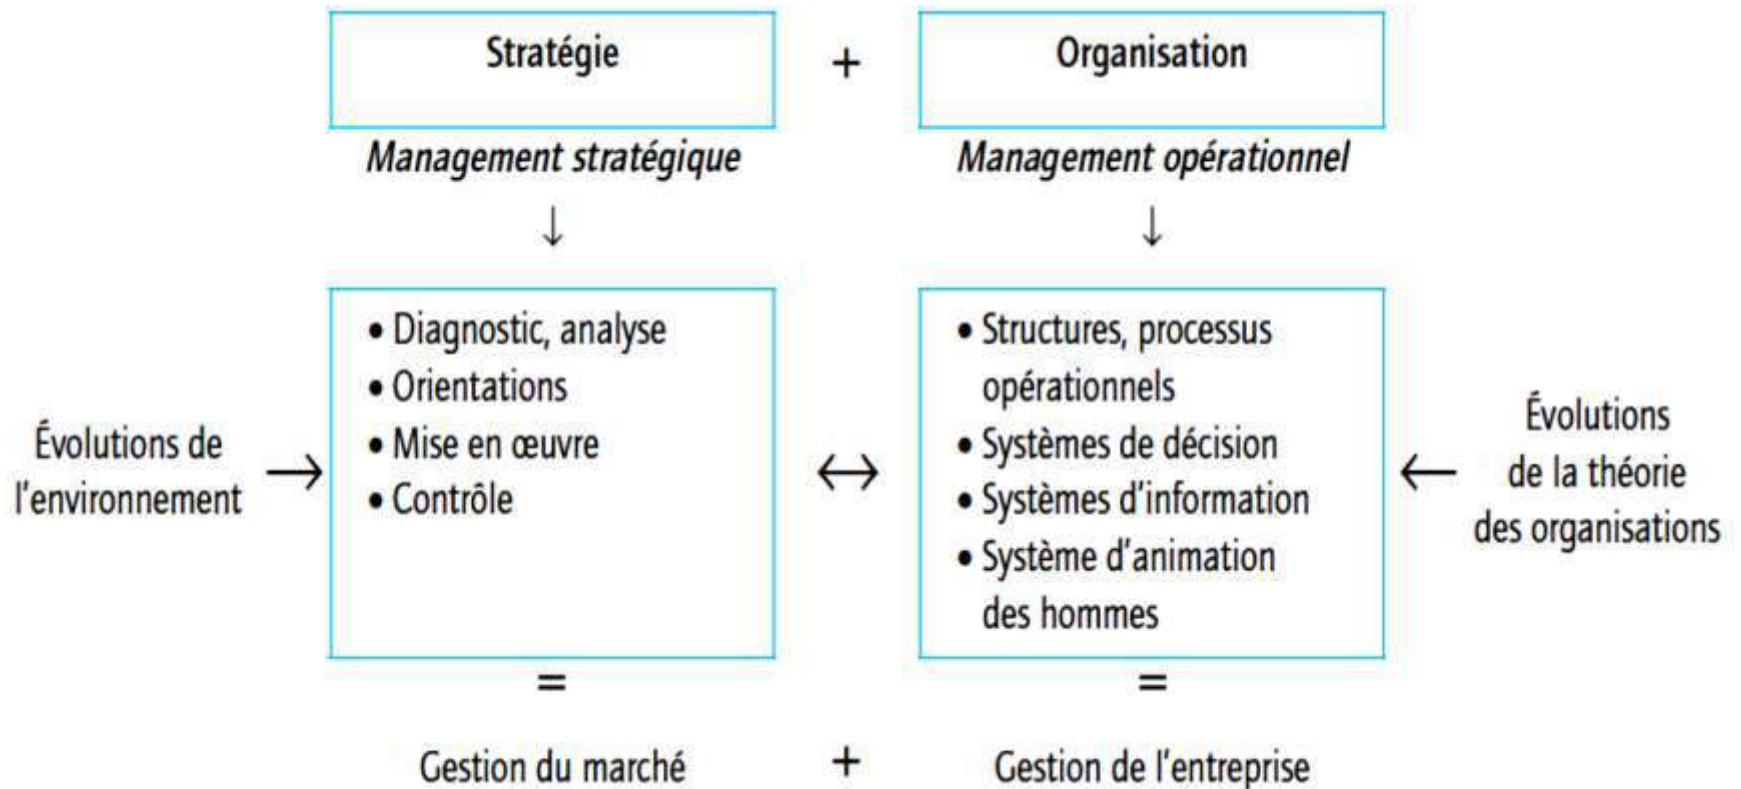 Stratégie + Organisation
Management stratégique Management opérationnel
↓ ↓
• Diagnostic, analyse
• Orientations
• Mise en œuvre
• Contrôle
• Structures, processus
opérationnels
• Systèmes de décision
• Systèmes d'information
• Système d'animation
des hommes
Évolutions de
l'environnement
→
↔
←
Évolutions
de la théorie
des organisations
= =
Gestion du marché + Gestion de l'entreprise